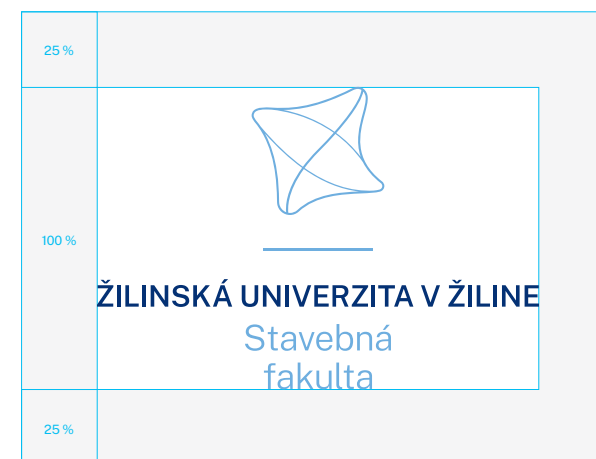 25 %
100 %
ŽILINSKÁ UNIVERZITA V ŽILINE
Stavebná
fakulta
25 %